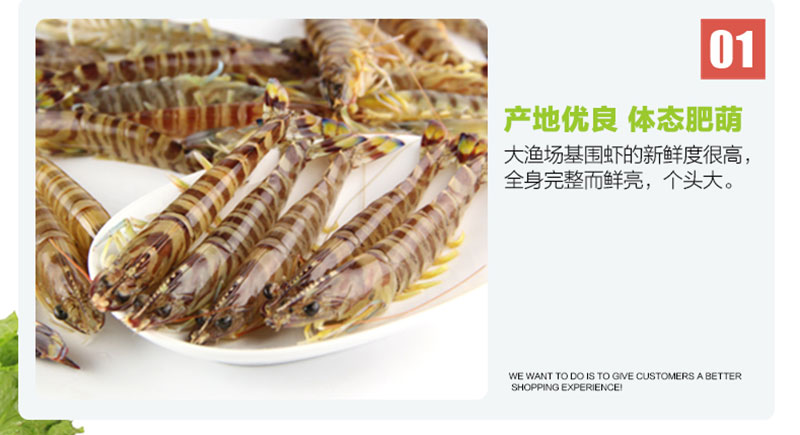 01
产地优良 体态肥萌
大渔场基围虾的新鲜度很高，
全身完整而鲜亮，个头大。
WE WANT TO DO IS TO GIVE CUSTOMERS A BETTER
SHOPPING EXPERIENCE!